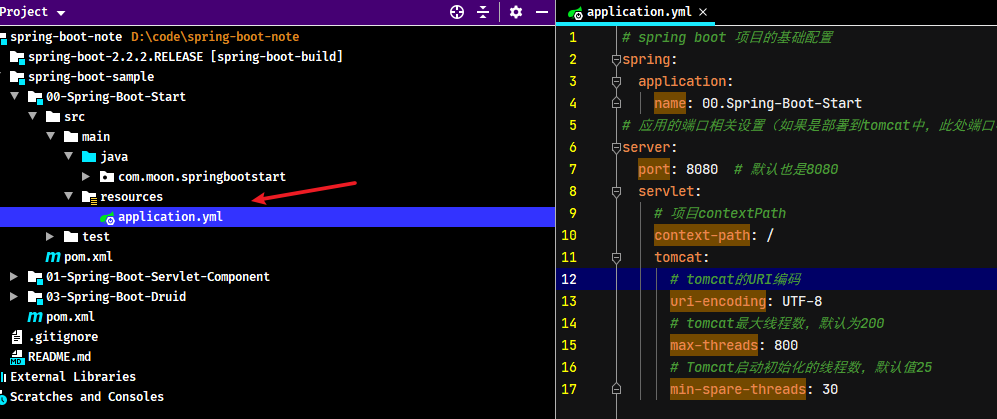 Project
spring-boot-note D:\code\spring-boot-note
spring-boot-2.2.2.RELEASE [spring-boot-build]
spring-boot-sample
00-Spring-Boot-Start
src
main
java
com.moon.springbootstart
resources
application.yml
test
pom.xml
01-Spring-Boot-Servlet-Component
03-Spring-Boot-Druid
pom.xml
.gitignore
MD README.md
External Libraries
Scratches and Consoles
application.yml
1 # spring boot 项目的基础配置
2 spring:
3 application:
4 name: 00.Spring-Boot-Start
5 # 应用的端口相关设置（如果是部署到tomcat中，此处端口
6 server:
7 port: 8080 # 默认也是8080
8 servlet:
9 # 项目contextPath
10 context-path: /
11 tomcat:
12 # tomcat的URI编码
13 uri-encoding: UTF-8
14 # tomcat最大线程数，默认为200
15 max-threads: 800
16 # Tomcat启动初始化的线程数，默认值25
17 min-spare-threads: 30